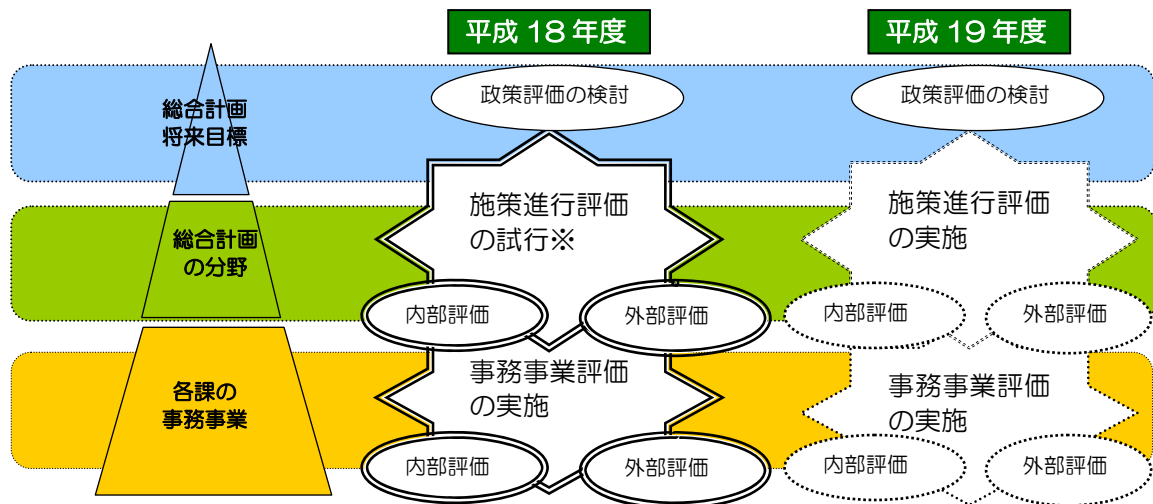 平成 18 年度
平成 19 年度
総合計画
将来目標
政策評価の検討
政策評価の検討
総合計画
の分野
施策進行評価
の試行※
施策進行評価
の実施
内部評価
外部評価
内部評価
外部評価
各課の
事務事業
事務事業評価
の実施
事務事業評価
の実施
内部評価
外部評価
内部評価
外部評価